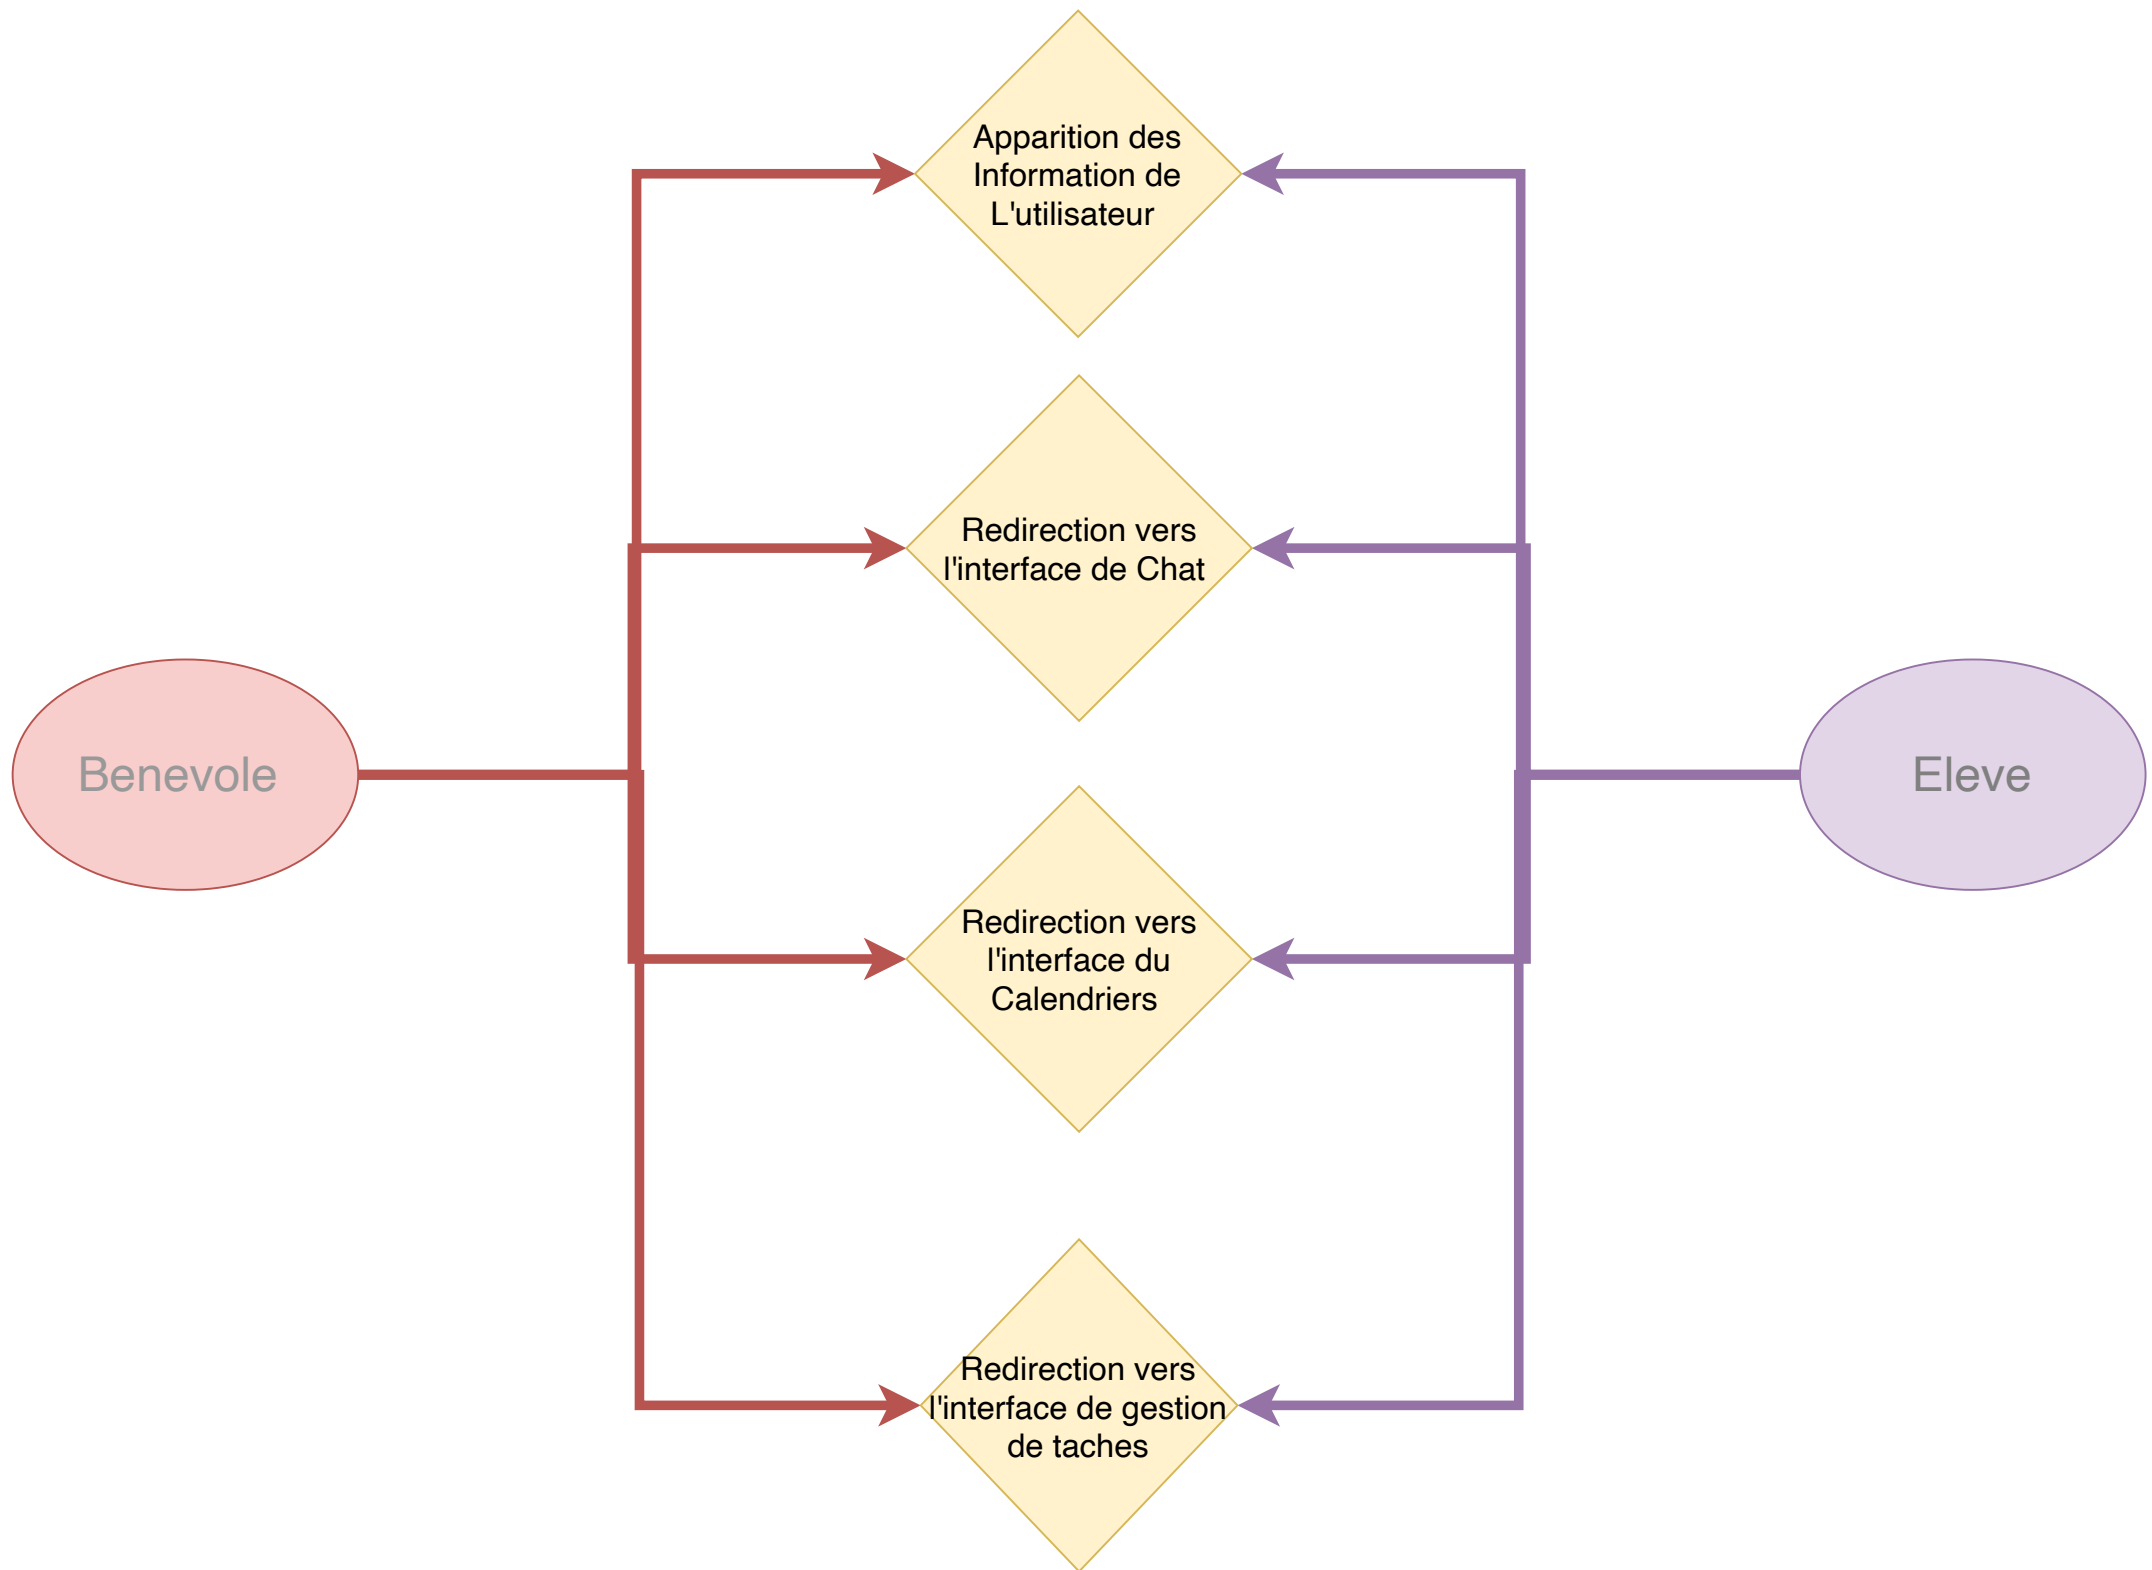 Apparition des
Information de
L'utilisateur
Redirection vers
l'interface de Chat
Benevole
Eleve
Redirection vers
l'interface du
Calendriers
Redirection vers
l'interface de gestion
de taches